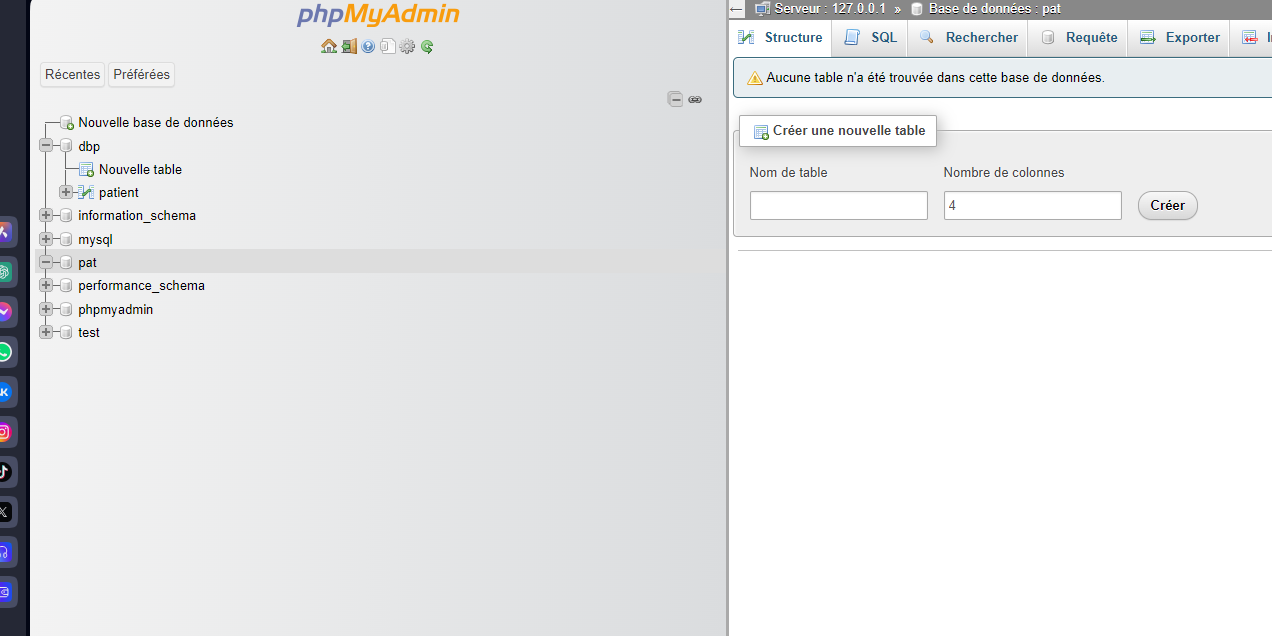 phpMyAdmin
Récentes
Préférées
Nouvelle base de données
dbp
Nouvelle table
patient
information_schema
mysql
pat
performance_schema
phpmyadmin
test
Serveur : 127.0.0.1 » Base de données : pat
Structure
SQL
Rechercher
Requête
Exporter
Aucune table n'a été trouvée dans cette base de données.
Créer une nouvelle table
Nom de table
Nombre de colonnes
4
Créer